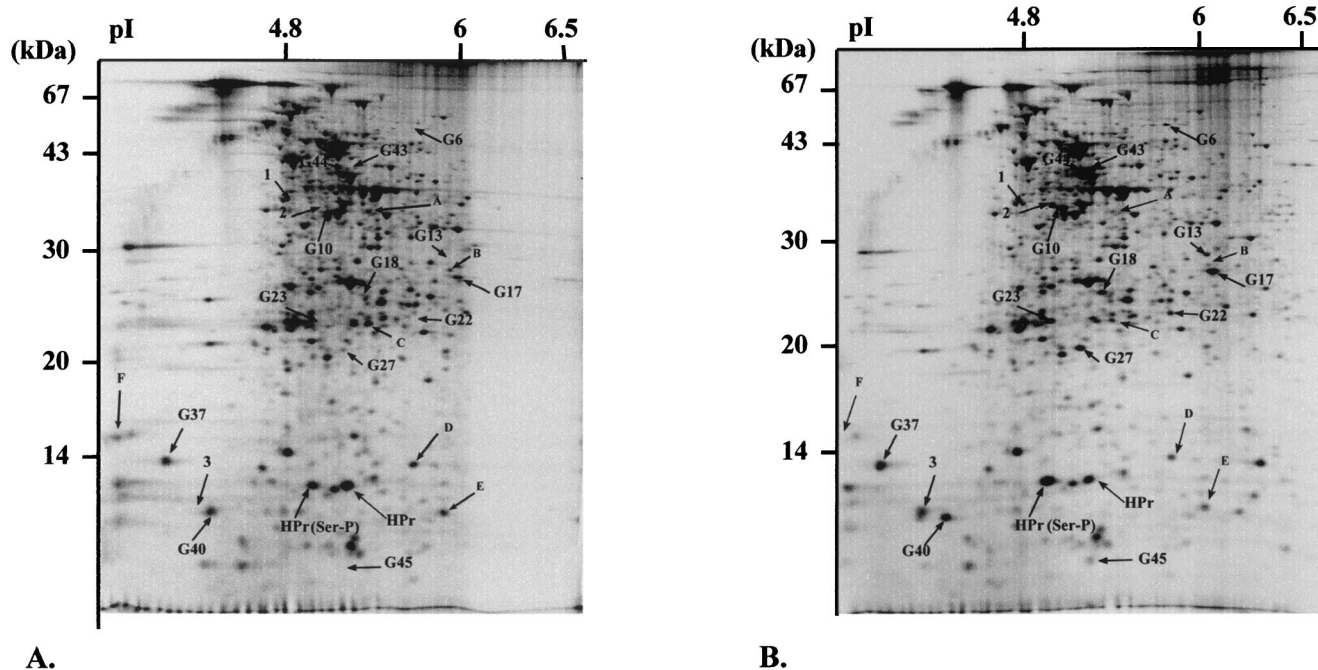 pI 4.8 6 6.5
(kDa)
67
43
30
20
14
G6
G43
G44
1
2
A
G10
G13
B
G18
G17
G23
G22
C
G27
F
G37
D
3
E
HPr (Ser-P)
HPr
G40
G45
A.
pI 4.8 6 6.5
(kDa)
67
43
30
20
14
G6
G43
1
2
A
G10
G13
B
G18
G17
G23
G22
C
G27
F
G37
D
3
E
HPr
HPr (Ser-P)
G40
G45
B.